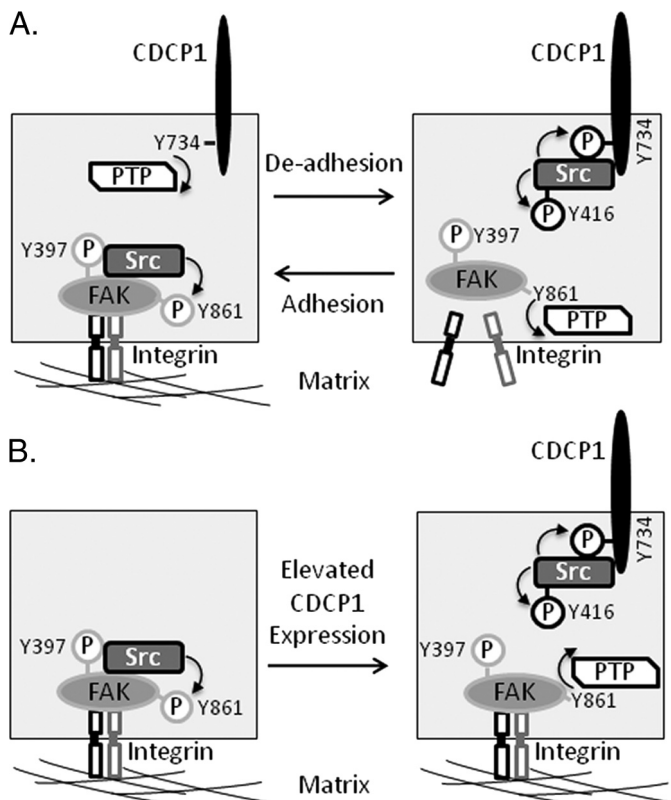 A.
CDCP1
Y734
PTP
Y397
P
Src
FAK
P
Y861
Integrin
De-adhesion
Adhesion
Matrix
CDCP1
P
Y734
Src
P
Y416
P
Y397
FAK
Y861
PTP
Integrin
B.
Y397
P
Src
FAK
P
Y861
Integrin
Elevated
CDCP1
Expression
Matrix
CDCP1
P
Y734
Src
P
Y416
Y397
P
FAK
PTP
Y861
Integrin